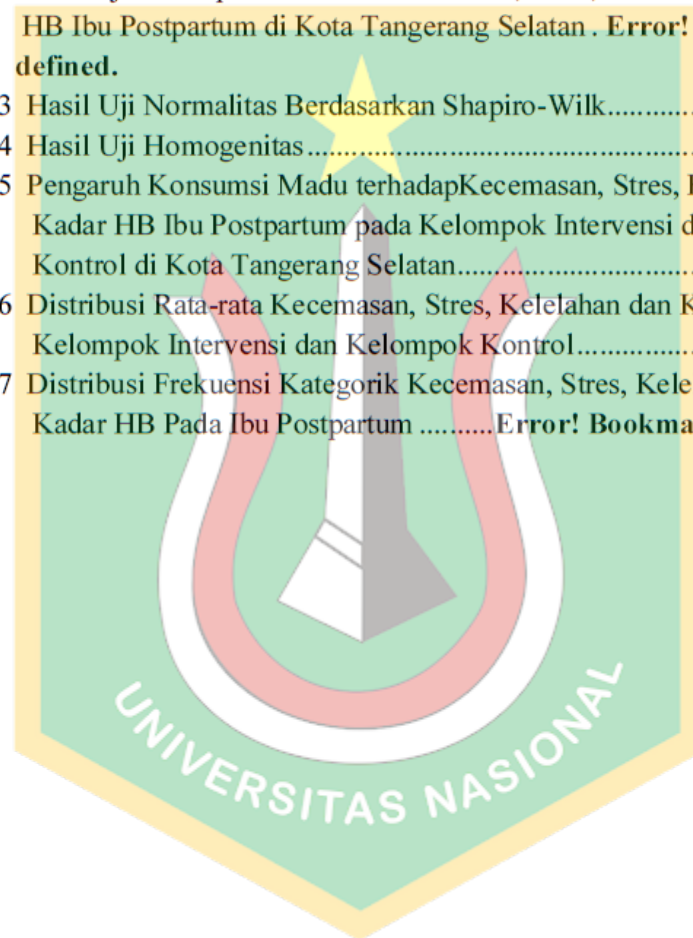 HB Ibu Postpartum di Kota Tangerang Selatan . Error!
defined.
3 Hasil Uji Normalitas Berdasarkan Shapiro-Wilk.........
4 Hasil Uji Homogenitas.......................................................
5 Pengaruh Konsumsi Madu terhadapKecemasan, Stres,
Kadar HB Ibu Postpartum pada Kelompok Intervensi
Kontrol di Kota Tangerang Selatan.................................
6 Distribusi Rata-rata Kecemasan, Stres, Kelelahan dan
Kelompok Intervensi dan Kelompok Kontrol................
7 Distribusi Frekuensi Kategorik Kecemasan, Stres, Kele
Kadar HB Pada Ibu Postpartum ..........Error! Bookma
UNIVERSITAS NASIONAL